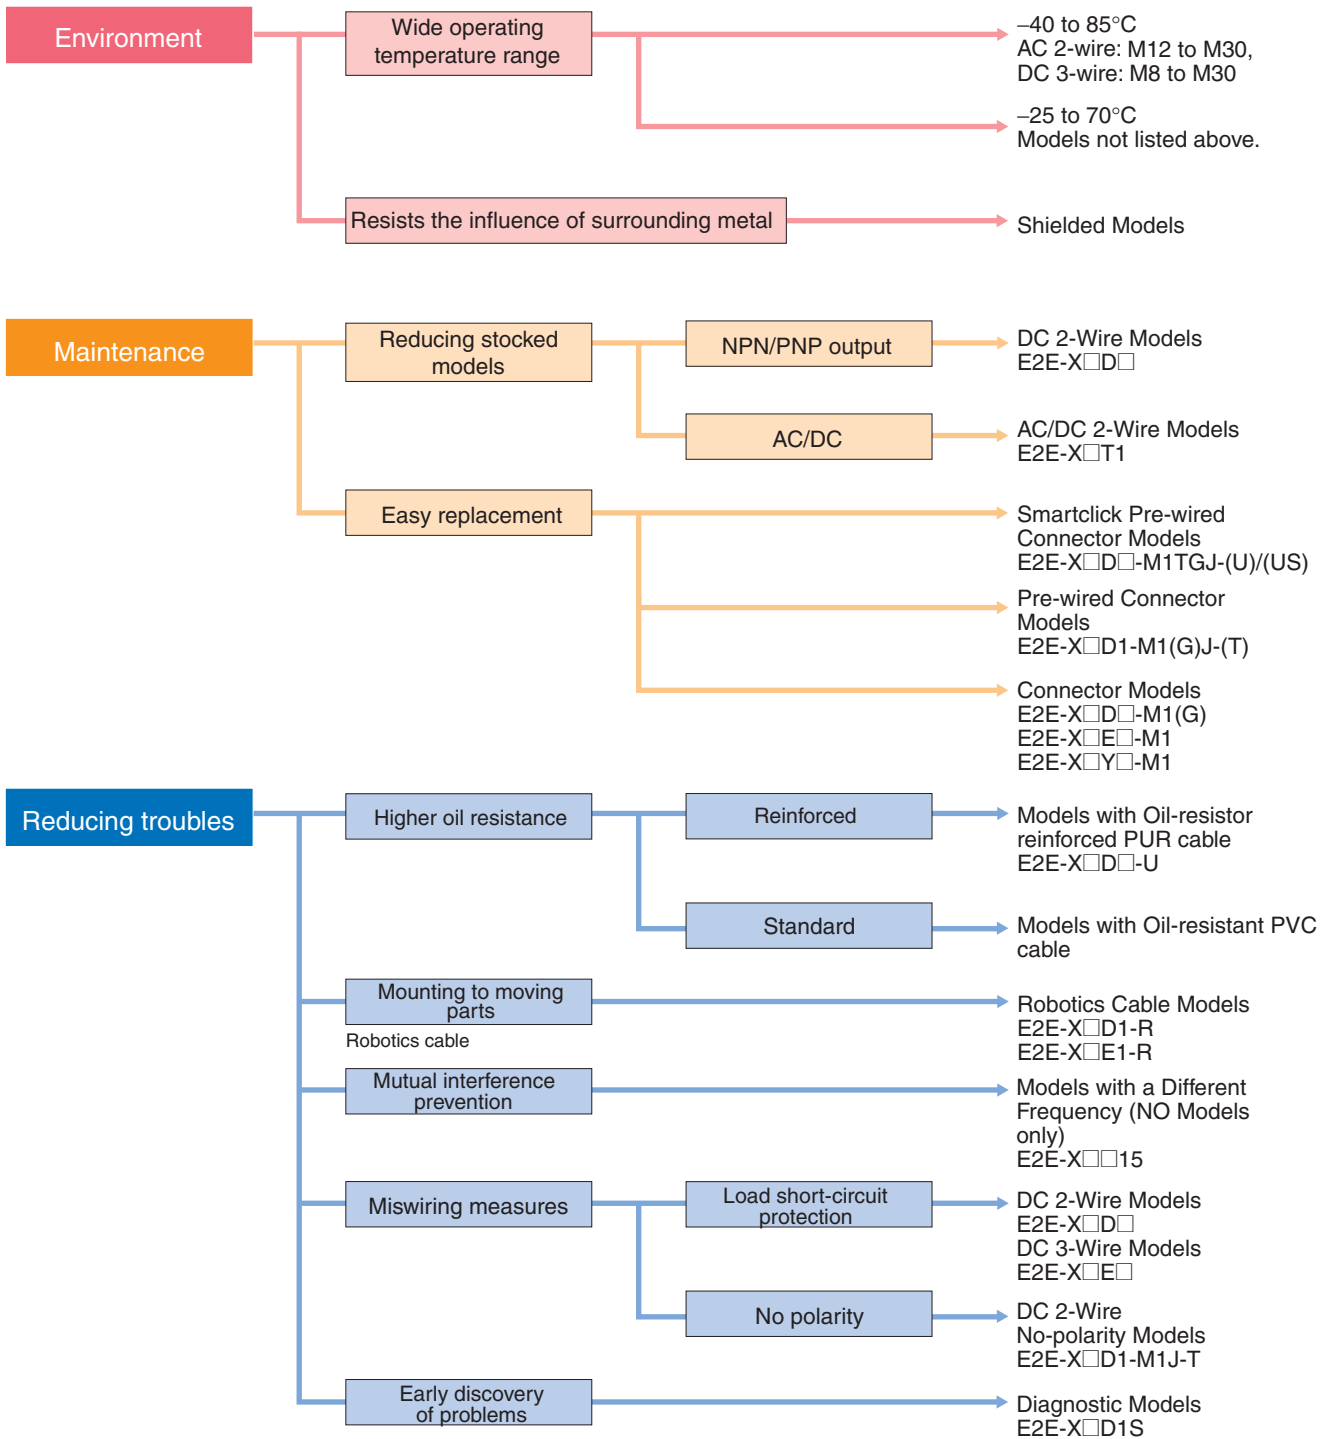 Environment
Wide operating
temperature range
–40 to 85°C
AC 2-wire: M12 to M30,
DC 3-wire: M8 to M30
–25 to 70°C
Models not listed above.
Resists the influence of surrounding metal
Shielded Models
Maintenance
Reducing stocked
models
NPN/PNP output
DC 2-Wire Models
E2E-X□D□
AC/DC
AC/DC 2-Wire Models
E2E-X□T1
Easy replacement
Smartclick Pre-wired
Connector Models
E2E-X□D□-M1TGJ-(U)/(US)
Pre-wired Connector
Models
E2E-X□D1-M1(G)J-(T)
Connector Models
E2E-X□D□-M1(G)
E2E-X□E□-M1
E2E-X□Y□-M1
Reducing troubles
Higher oil resistance
Reinforced
Models with Oil-resistor
reinforced PUR cable
E2E-X□D□-U
Standard
Models with Oil-resistant PVC
cable
Mounting to moving
parts
Robotics cable
Robotics Cable Models
E2E-X□D1-R
E2E-X□E1-R
Mutual interference
prevention
Models with a Different
Frequency (NO Models
only)
E2E-X□□15
Miswiring measures
Load short-circuit
protection
DC 2-Wire Models
E2E-X□D□
DC 3-Wire Models
E2E-X□E□
No polarity
DC 2-Wire
No-polarity Models
E2E-X□D1-M1J-T
Early discovery
of problems
Diagnostic Models
E2E-X□D1S